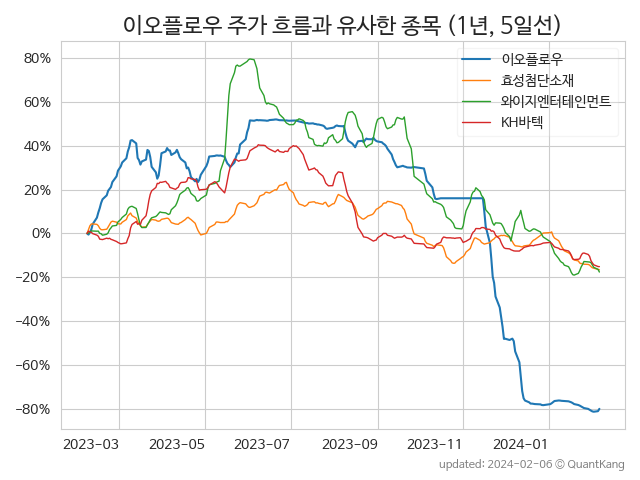 이오플로우 주가 흐름과 유사한 종목 (1년, 5일선)
이오플로우
효성첨단소재
와이지엔터테인먼트
KH바텍
80%
60%
40%
20%
0%
−20%
−40%
−60%
−80%
2023-03 2023-05 2023-07 2023-09 2023-11 2024-01
updated: 2024-02-06 © QuantKang